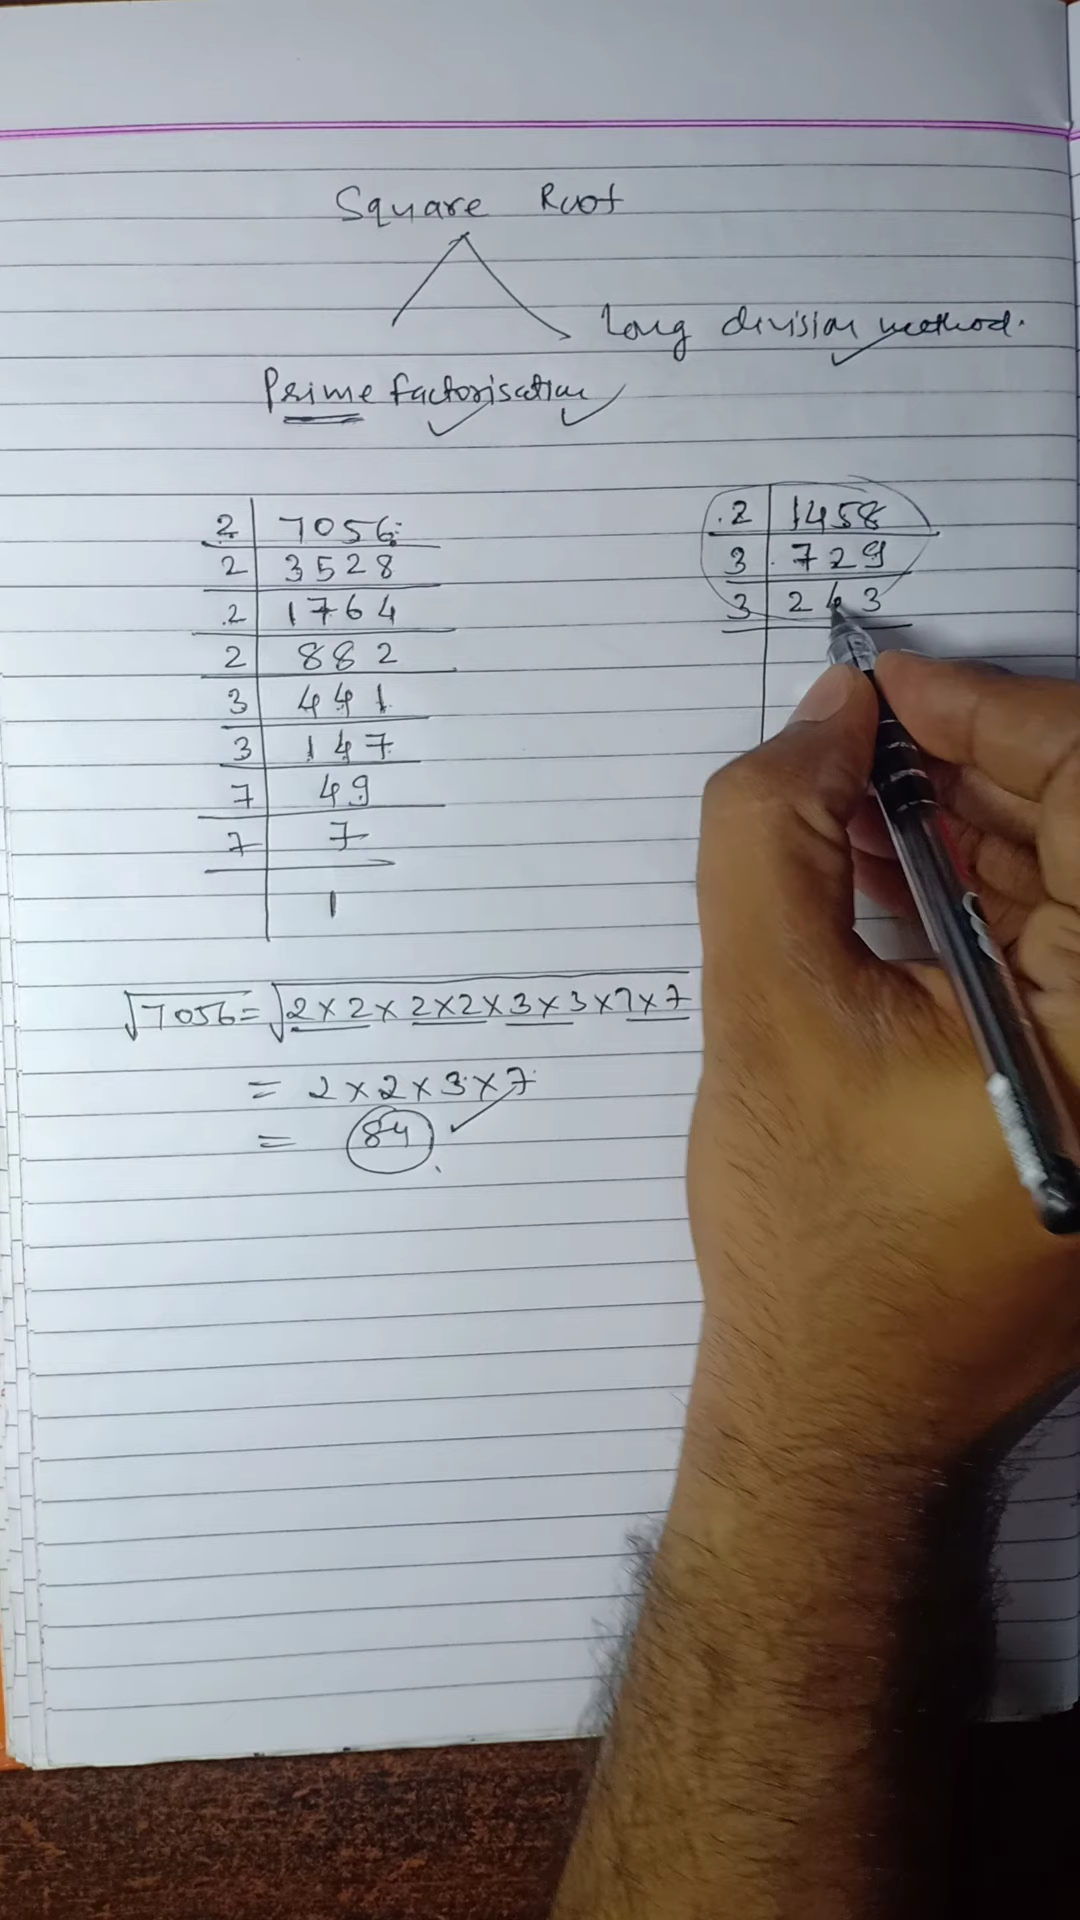 Square Root
Long division method.
Prime factorisation
2 | 7056
2 | 3528
2 | 1764
2 | 882
3 | 441
3 | 147
7 | 49
7 | 7
1
2 | 1458
3 | 729
3 | 243
√7056 = √2×2×2×2×3×3×7×7
= 2×2×3×7
= 84